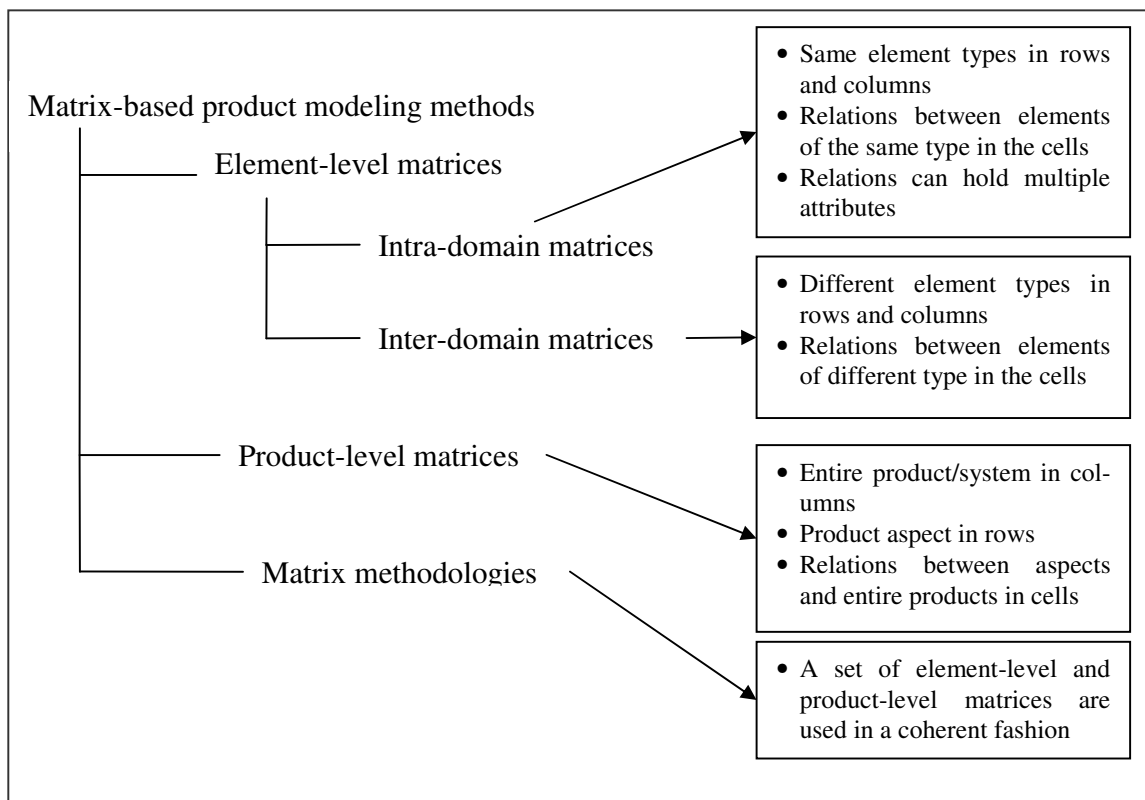 Matrix-based product modeling methods
Element-level matrices
Intra-domain matrices
Inter-domain matrices
Product-level matrices
Matrix methodologies
• Same element types in rows
and columns
• Relations between elements
of the same type in the cells
• Relations can hold multiple
attributes
• Different element types in
rows and columns
• Relations between elements
of different type in the cells
• Entire product/system in col-
umns
• Product aspect in rows
• Relations between aspects
and entire products in cells
• A set of element-level and
product-level matrices are
used in a coherent fashion